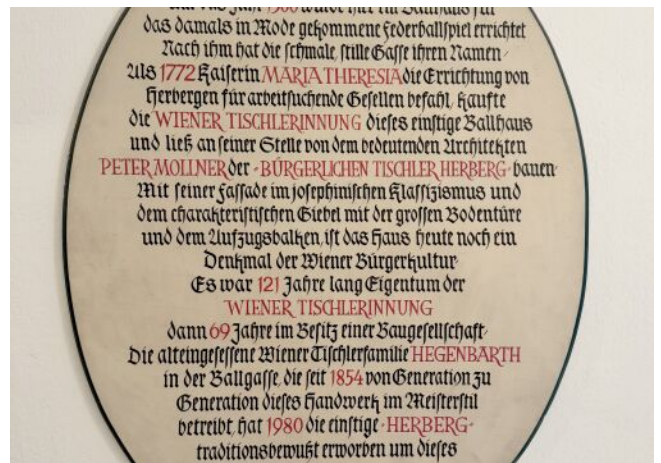 das damals in Mode gekommene Federballspiel errichtet
Nach ihm hat die schmale, stille Gasse ihren Namen
Als 1772 Kaiserin MARIA THERESIA die Errichtung von
Herbergen für arbeitsuchende Gesellen befahl, kaufte
die WIENER TISCHLERINNUNG dieses einstige Ballhaus
und ließ an seiner Stelle von dem bedeutenden Architekten
PETER MOLLNER der -BÜRGERLICHEN TISCHLER HERBERG- bauen
Mit seiner Fassade im josephinischen Klassizismus und
dem charakteristischen Giebel mit der grossen Bodentüre
und dem Aufzugsbalken, ist das Haus heute noch ein
Denkmal der Wiener Bürgerkultur
Es war 121 Jahre lang Eigentum der
WIENER TISCHLERINNUNG
dann 69 Jahre im Besitz einer Baugesellschaft
Die alteingesessene Wiener Tischlerfamilie HEGENBARTH
in der Ballgasse, die seit 1854 von Generation zu
Generation dieses Handwerk im Meisterstil
betreibt, hat 1980 die einstige -HERBERG-
traditionsbewußt erworben um dieses